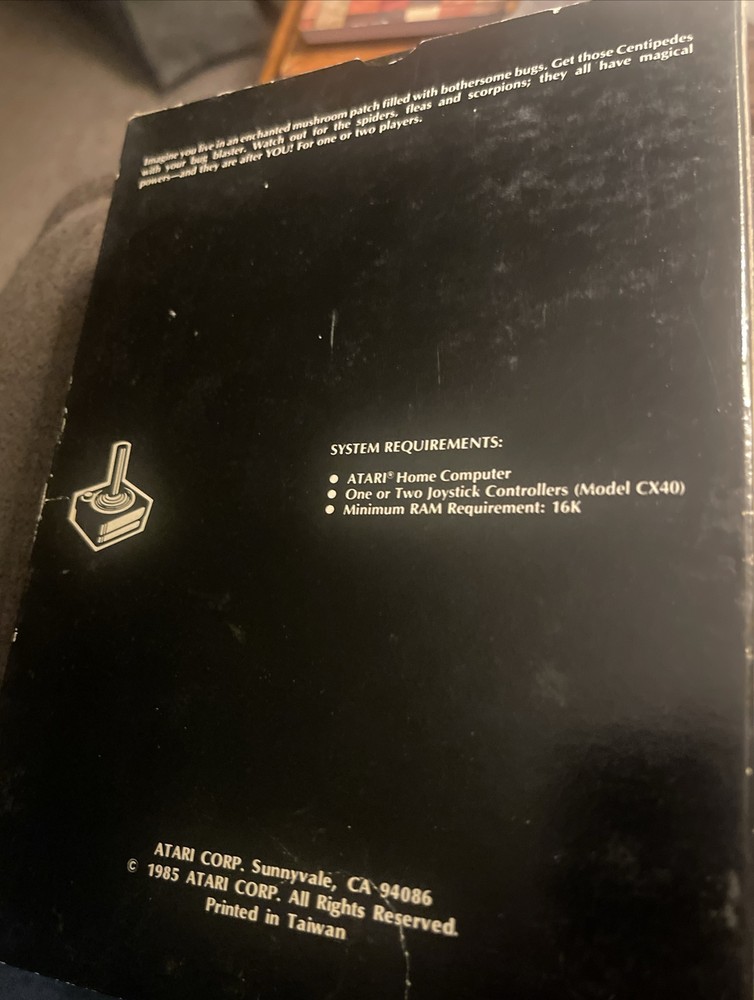 Imagine you live in an enchanted mushroom patch filled with bothersome bugs. Get those Centipedes
with your bug blaster. Watch out for the spiders, fleas and scorpions; they all have magical
powers—and they are after YOU! For one or two players.
SYSTEM REQUIREMENTS:
● ATARI® Home Computer
● One or Two Joystick Controllers (Model CX40)
● Minimum RAM Requirement: 16K
ATARI CORP. Sunnyvale, CA 94086
© 1985 ATARI CORP. All Rights Reserved.
Printed in Taiwan